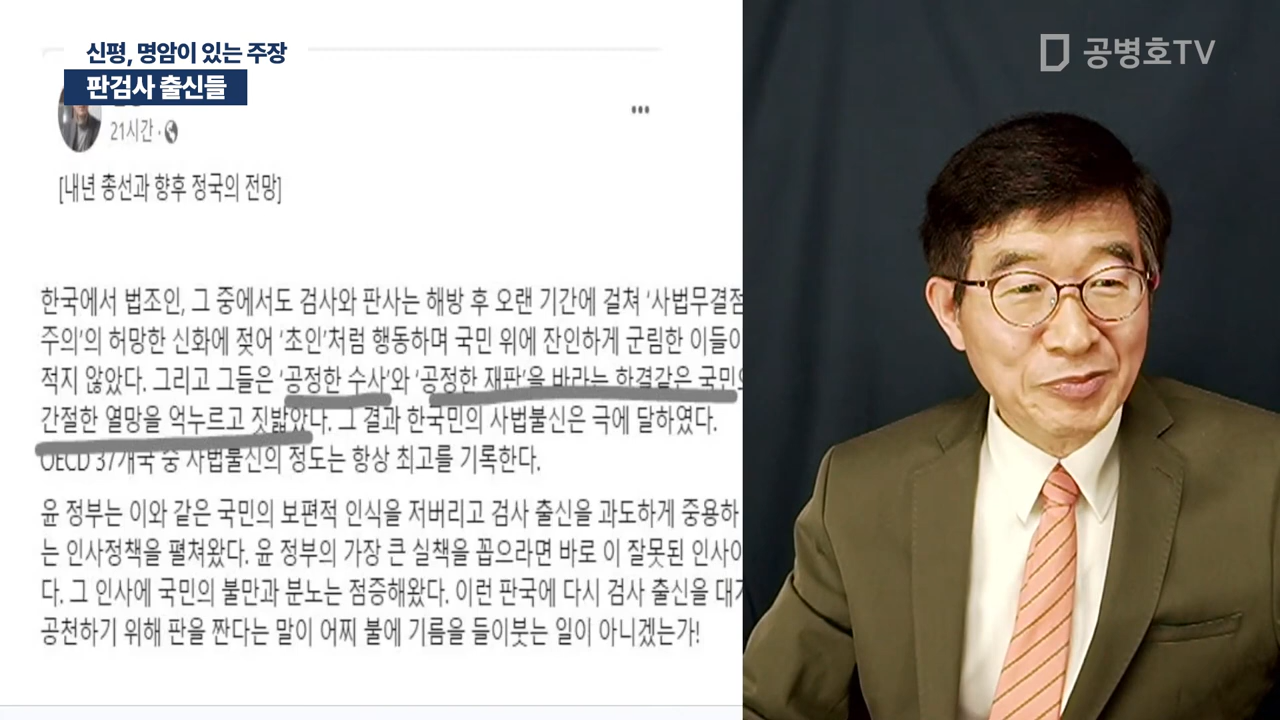 신평, 명암이 있는 주장
판검사 출신들
공병호TV
21시간
[내년 총선과 향후 정국의 전망]
한국에서 법조인, 그 중에서도 검사와 판사는 해방 후 오랜 기간에 걸쳐 '사법무결점
주의'의 허망한 신화에 젖어 '초인'처럼 행동하며 국민 위에 잔인하게 군림한 이들이
적지 않았다. 그리고 그들은 '공정한 수사'와 '공정한 재판'을 바라는 한결같은 국민의
간절한 열망을 억누르고 짓밟았다. 그 결과 한국민의 사법불신은 극에 달하였다.
OECD 37개국 중 사법불신의 정도는 항상 최고를 기록한다.
윤 정부는 이와 같은 국민의 보편적 인식을 저버리고 검사 출신을 과도하게 중용하
는 인사정책을 펼쳐왔다. 윤 정부의 가장 큰 실책을 꼽으라면 바로 이 잘못된 인사이
다. 그 인사에 국민의 불만과 분노는 점증해왔다. 이런 판국에 다시 검사 출신을 대거
공천하기 위해 판을 짠다는 말이 어찌 불에 기름을 들이붓는 일이 아니겠는가!